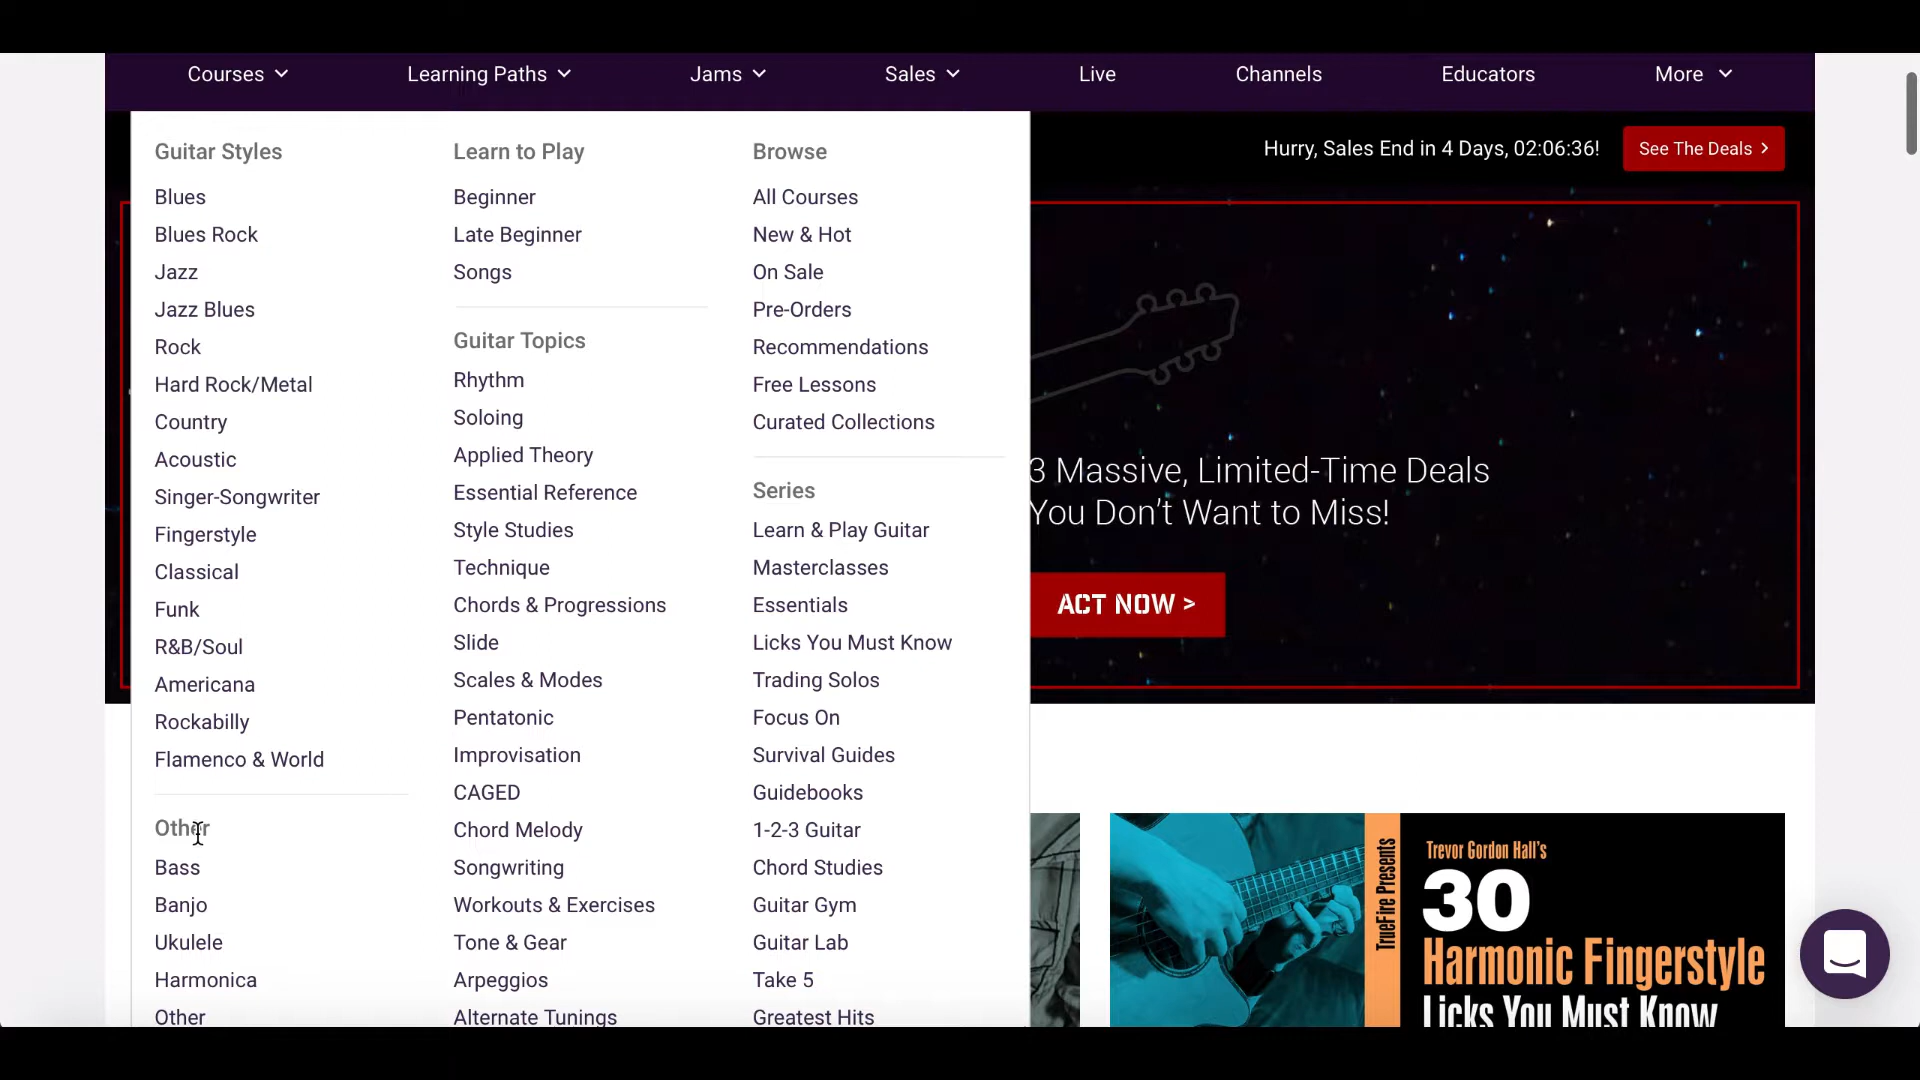 Courses
Learning Paths
Jams
Sales
Live
Channels
Educators
More
Guitar Styles
Blues
Blues Rock
Jazz
Jazz Blues
Rock
Hard Rock/Metal
Country
Acoustic
Singer-Songwriter
Fingerstyle
Classical
Funk
R&B/Soul
Americana
Rockabilly
Flamenco & World
Other
Bass
Banjo
Ukulele
Harmonica
Other
Learn to Play
Beginner
Late Beginner
Songs
Guitar Topics
Rhythm
Soloing
Applied Theory
Essential Reference
Style Studies
Technique
Chords & Progressions
Slide
Scales & Modes
Pentatonic
Improvisation
CAGED
Chord Melody
Songwriting
Workouts & Exercises
Tone & Gear
Arpeggios
Alternate Tunings
Browse
All Courses
New & Hot
On Sale
Pre-Orders
Recommendations
Free Lessons
Curated Collections
Series
Learn & Play Guitar
Masterclasses
Essentials
Licks You Must Know
Trading Solos
Focus On
Survival Guides
Guidebooks
1-2-3 Guitar
Chord Studies
Guitar Gym
Guitar Lab
Take 5
Greatest Hits
Hurry, Sales End in 4 Days, 02:06:36!
See The Deals >
3 Massive, Limited-Time Deals
You Don't Want to Miss!
ACT NOW >
TrueFire Presents
Trevor Gordon Hall's
30
Harmonic Fingerstyle
Licks You Must Know